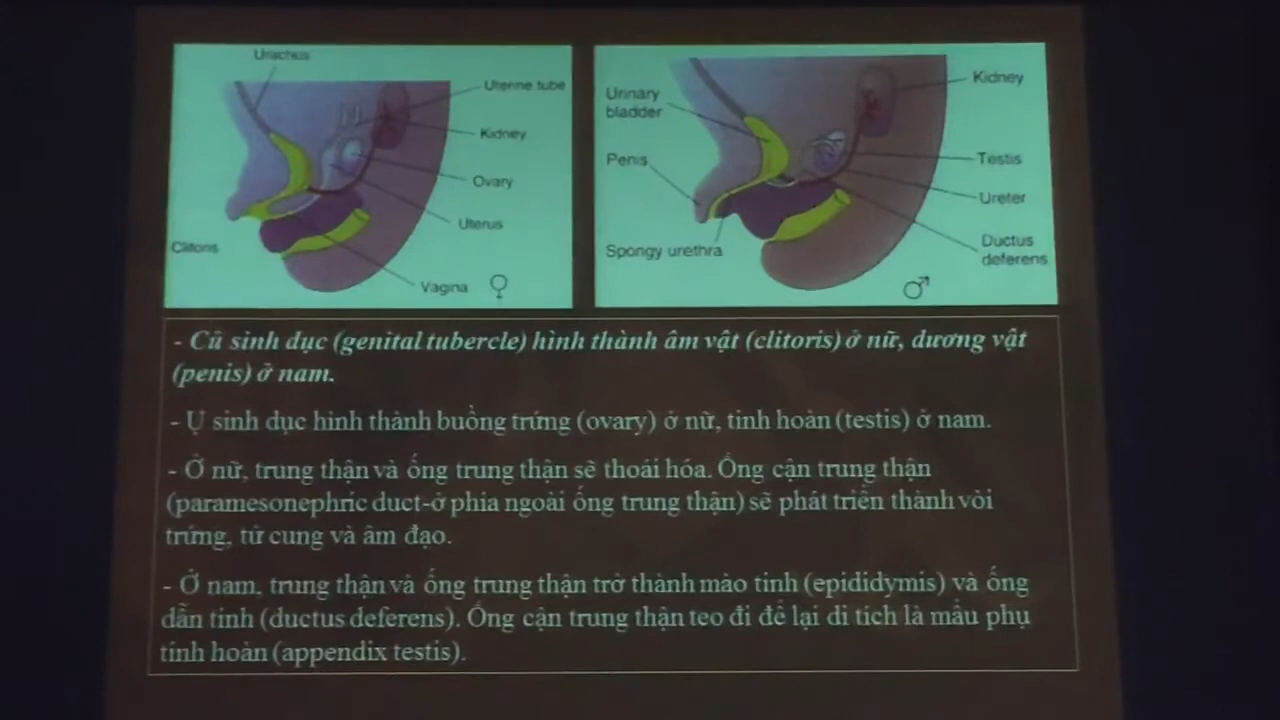 Urachus
Uterine tube
Kidney
Ovary
Uterus
Clitoris
Vagina
♀
Urinary
bladder
Kidney
Penis
Testis
Ureter
Spongy urethra
Ductus
deferens
♂
- Củ sinh dục (genital tubercle) hình thành âm vật (clitoris) ở nữ, dương vật
(penis) ở nam.
- Ụ sinh dục hình thành buồng trứng (ovary) ở nữ, tinh hoàn (testis) ở nam.
- Ở nữ, trung thận và ống trung thận sẽ thoái hóa. Ống cận trung thận
(paramesonephric duct-ở phía ngoài ống trung thận) sẽ phát triển thành vòi
trứng, tử cung và âm đạo.
- Ở nam, trung thận và ống trung thận trở thành mào tinh (epididymis) và ống
dẫn tinh (ductus deferens). Ống cận trung thận teo đi để lại di tích là mẩu phụ
tinh hoàn (appendix testis).